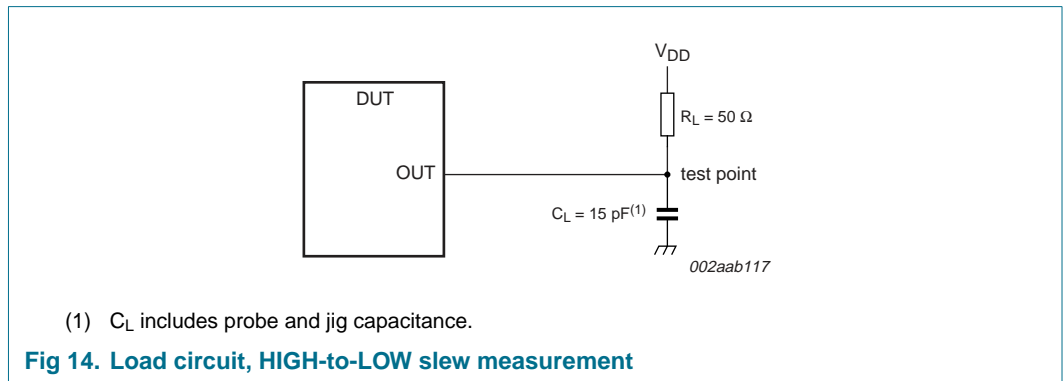 V_DD
DUT
R_L = 50 Ω
OUT
test point
C_L = 15 pF(1)
002aab117
(1) C_L includes probe and jig capacitance.
Fig 14. Load circuit, HIGH-to-LOW slew measurement